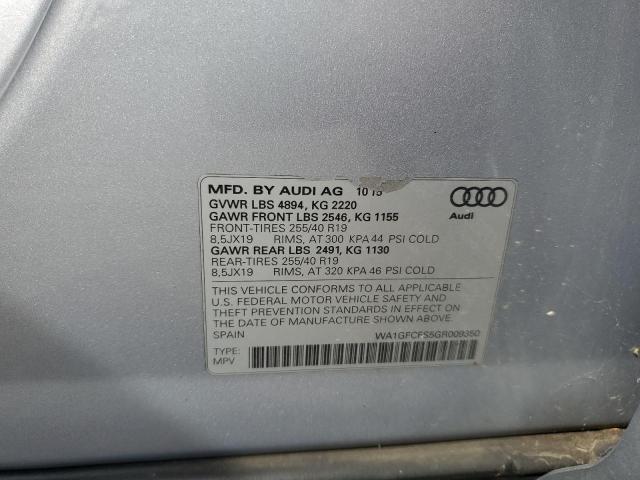 MFD. BY AUDI AG 10 15
GVWR LBS 4894, KG 2220
GAWR FRONT LBS 2546, KG 1155
FRONT-TIRES 255/40 R19
8,5JX19 RIMS, AT 300 KPA 44 PSI COLD
GAWR REAR LBS 2491, KG 1130
REAR-TIRES 255/40 R19
8,5JX19 RIMS, AT 320 KPA 46 PSI COLD
Audi
THIS VEHICLE CONFORMS TO ALL APPLICABLE
U.S. FEDERAL MOTOR VEHICLE SAFETY AND
THEFT PREVENTION STANDARDS IN EFFECT ON
THE DATE OF MANUFACTURE SHOWN ABOVE.
SPAIN WA1GFCFS5GR009350
TYPE:
MPV